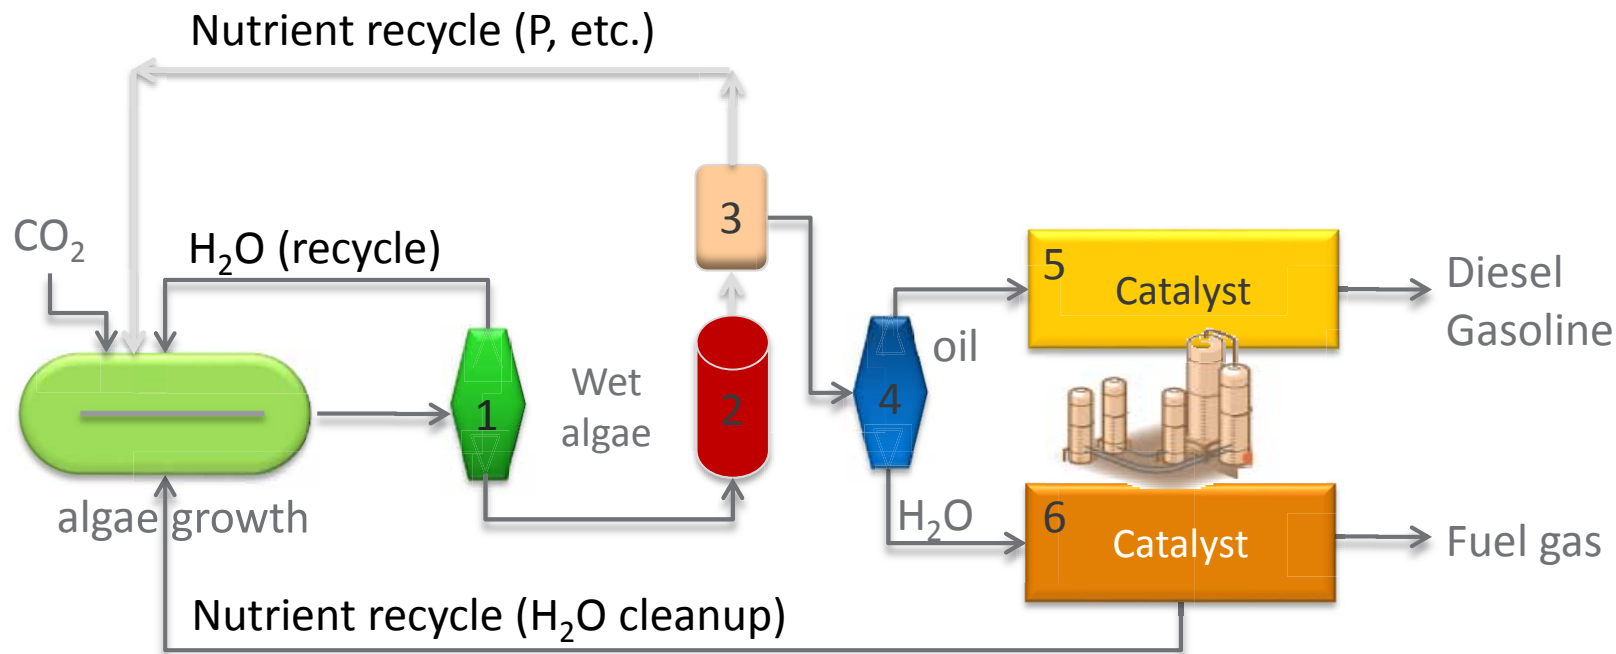 Nutrient recycle (P, etc.)
CO₂
H₂O (recycle)
3
5
Catalyst
Diesel
Gasoline
oil
Wet
algae
1
2
4
algae growth
H₂O
6
Catalyst
Fuel gas
Nutrient recycle (H₂O cleanup)